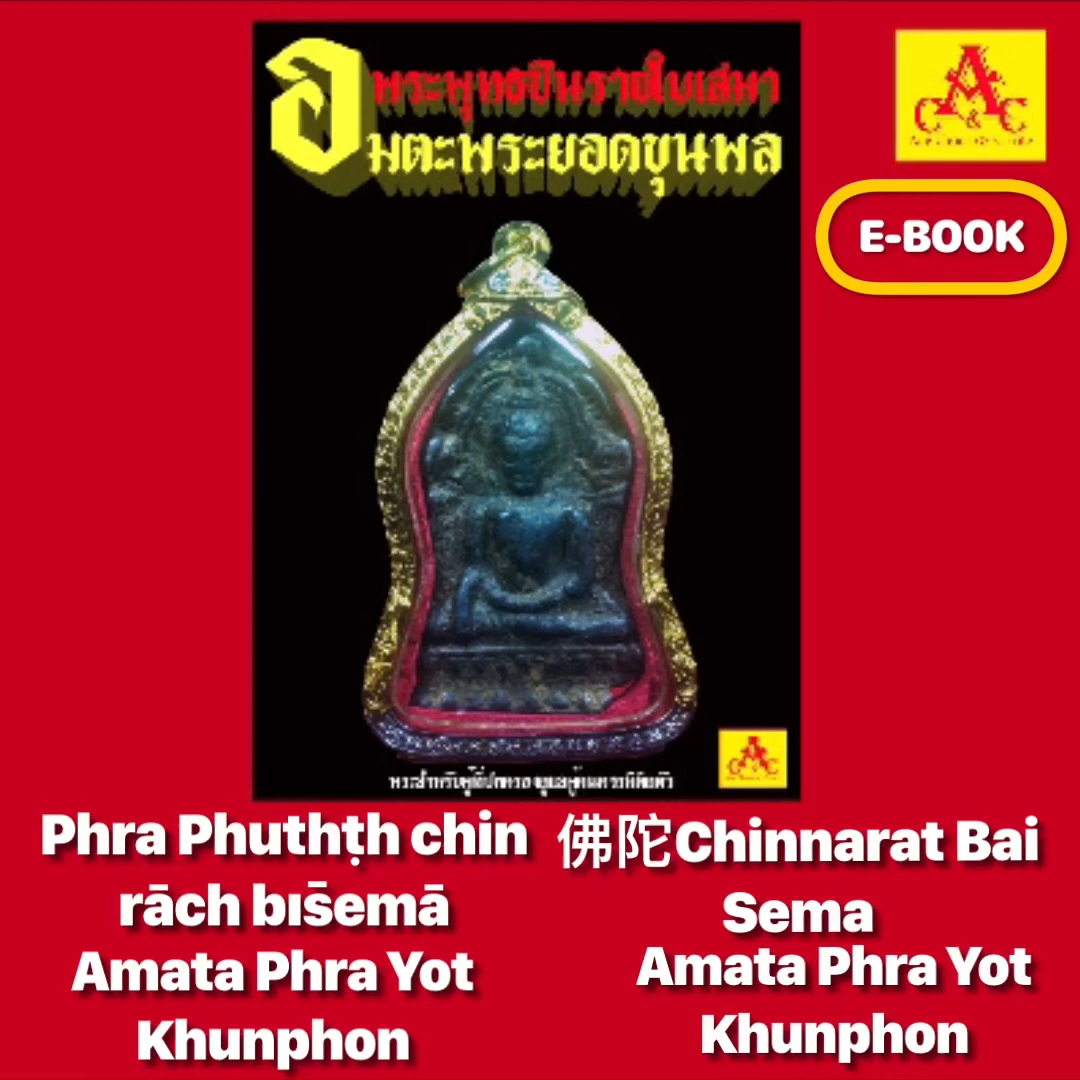 พระพุทธชินราชใบเสมา
อมตะพระยอดขุนพล
A
C & C
E-BOOK
A
C & C
Phra Phuthṭh chin
rāch bıs̄emā
Amata Phra Yot
Khunphon
佛陀Chinnarat Bai
Sema
Amata Phra Yot
Khunphon